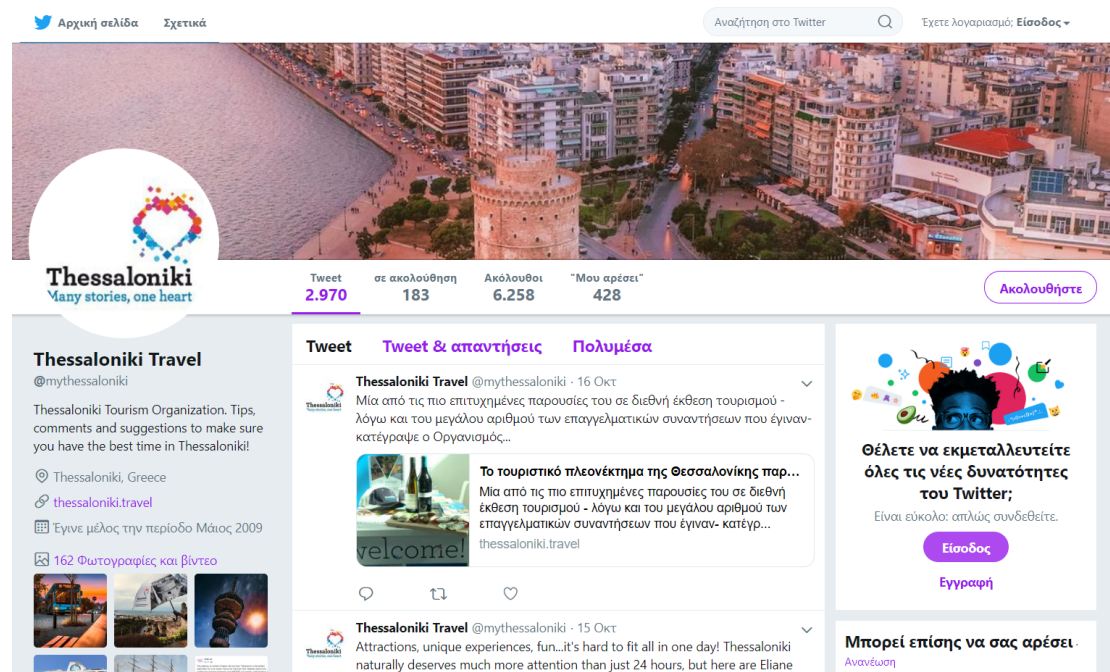 Αρχική σελίδα
Σχετικά
Αναζήτηση στο Twitter
Έχετε λογαριασμό; Είσοδος
Thessaloniki
Many stories, one heart
Tweet
2.970
σε ακολούθηση
183
Ακόλουθοι
6.258
"Μου αρέσει"
428
Ακολουθήστε
Thessaloniki Travel
@mythessaloniki
Thessaloniki Tourism Organization. Tips,
comments and suggestions to make sure
you have the best time in Thessaloniki!
Thessaloniki, Greece
thessaloniki.travel
Έγινε μέλος την περίοδο Μάιος 2009
162 Φωτογραφίες και βίντεο
Tweet
Tweet & απαντήσεις
Πολυμέσα
Thessaloniki Travel @mythessaloniki · 16 Οκτ
Μία από τις πιο επιτυχημένες παρουσίες του σε διεθνή έκθεση τουρισμού -
λόγω και του μεγάλου αριθμού των επαγγελματικών συναντήσεων που έγιναν-
κατέγραψε ο Οργανισμός...
welcome!
Το τουριστικό πλεονέκτημα της Θεσσαλονίκης παρ...
Μία από τις πιο επιτυχημένες παρουσίες του σε διεθνή
έκθεση τουρισμού - λόγω και του μεγάλου αριθμού των
επαγγελματικών συναντήσεων που έγιναν- κατέγρ...
thessaloniki.travel
Thessaloniki Travel @mythessaloniki · 15 Οκτ
Attractions, unique experiences, fun...it's hard to fit all in one day! Thessaloniki
naturally deserves much more attention than just 24 hours, but here are Eliane
Θέλετε να εκμεταλλευτείτε
όλες τις νέες δυνατότητες
του Twitter;
Είναι εύκολο: απλώς συνδεθείτε.
Είσοδος
Εγγραφή
Μπορεί επίσης να σας αρέσει ·
Ανανέωση